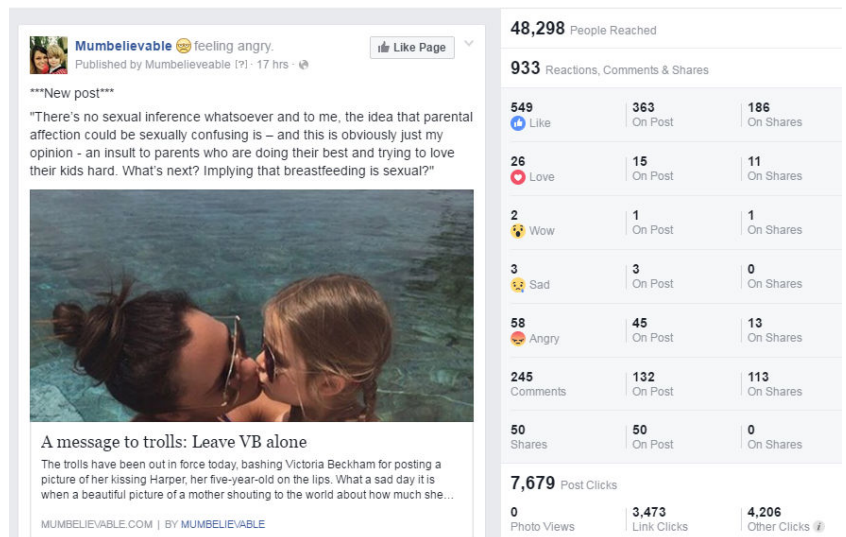 Mumbelievable feeling angry.
Like Page
Published by Mumbelieveable [?] · 17 hrs ·
***New post***
"There's no sexual inference whatsoever and to me, the idea that parental
affection could be sexually confusing is – and this is obviously just my
opinion - an insult to parents who are doing their best and trying to love
their kids hard. What's next? Implying that breastfeeding is sexual?"
A message to trolls: Leave VB alone
The trolls have been out in force today, bashing Victoria Beckham for posting a
picture of her kissing Harper, her five-year-old on the lips. What a sad day it is
when a beautiful picture of a mother shouting to the world about how much she...
MUMBELIEVABLE.COM | BY MUMBELIEVABLE
48,298 People Reached
933 Reactions, Comments & Shares
549 363 186
Like On Post On Shares
26 15 11
Love On Post On Shares
2 1 1
Wow On Post On Shares
3 3 0
Sad On Post On Shares
58 45 13
Angry On Post On Shares
245 132 113
Comments On Post On Shares
50 50 0
Shares On Post On Shares
7,679 Post Clicks
0 3,473 4,206
Photo Views Link Clicks Other Clicks i